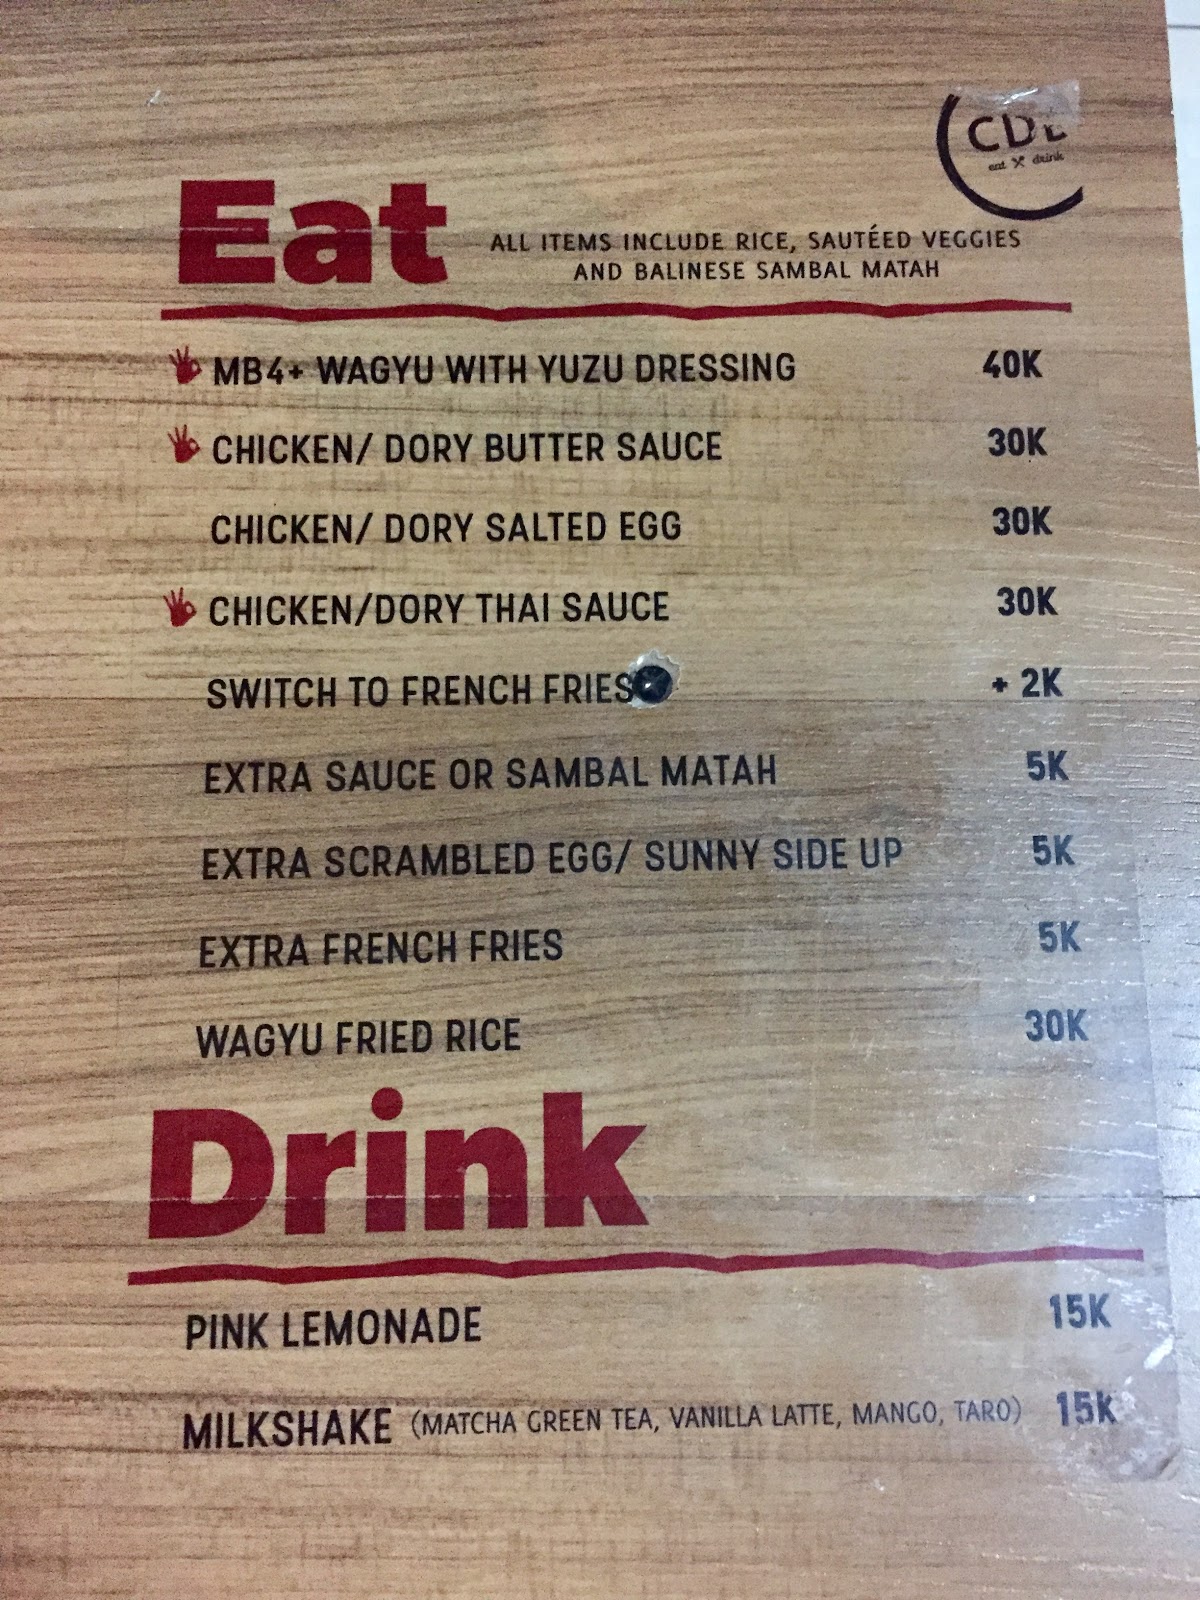 eat drink
Eat
ALL ITEMS INCLUDE RICE, SAUTÉED VEGGIES
AND BALINESE SAMBAL MATAH
MB4+ WAGYU WITH YUZU DRESSING 40K
CHICKEN/ DORY BUTTER SAUCE 30K
CHICKEN/ DORY SALTED EGG 30K
CHICKEN/DORY THAI SAUCE 30K
SWITCH TO FRENCH FRIES + 2K
EXTRA SAUCE OR SAMBAL MATAH 5K
EXTRA SCRAMBLED EGG/ SUNNY SIDE UP 5K
EXTRA FRENCH FRIES 5K
WAGYU FRIED RICE 30K
Drink
PINK LEMONADE 15K
MILKSHAKE (MATCHA GREEN TEA, VANILLA LATTE, MANGO, TARO) 15K